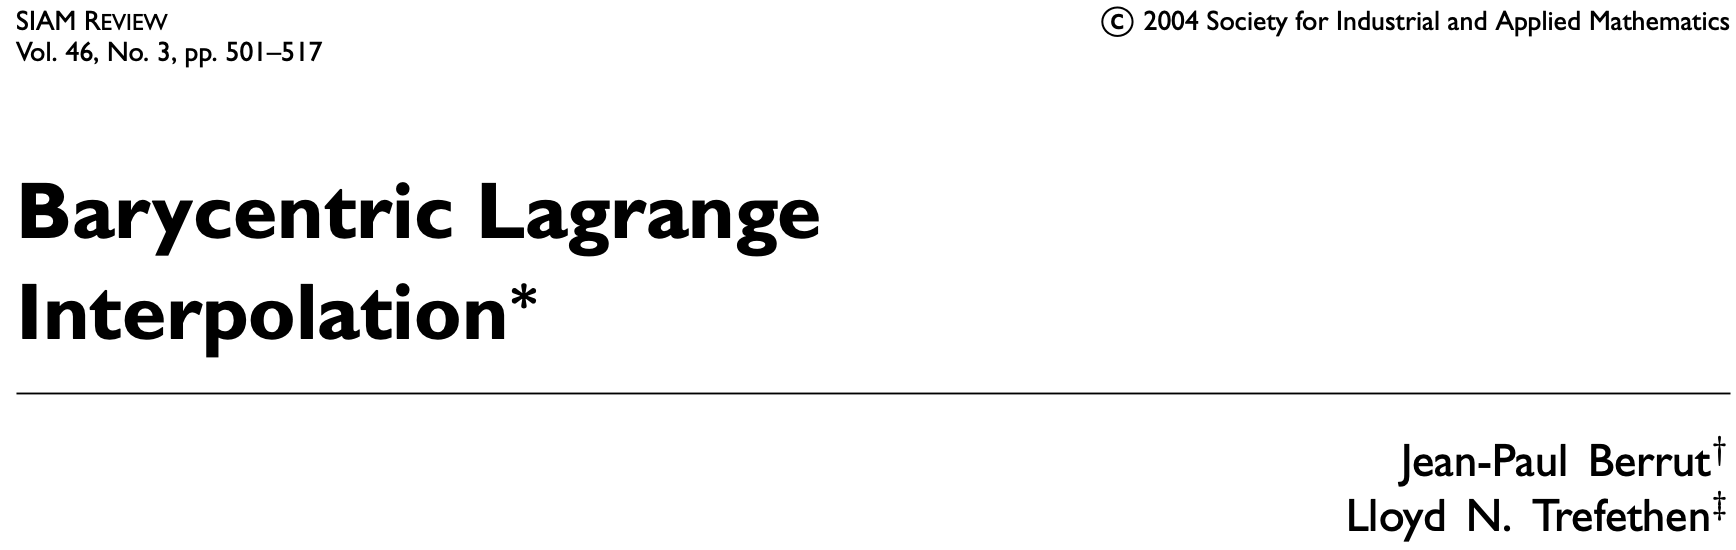 SIAM REVIEW
Vol. 46, No. 3, pp. 501–517
© 2004 Society for Industrial and Applied Mathematics
Barycentric Lagrange
Interpolation*
Jean-Paul Berrut†
Lloyd N. Trefethen‡